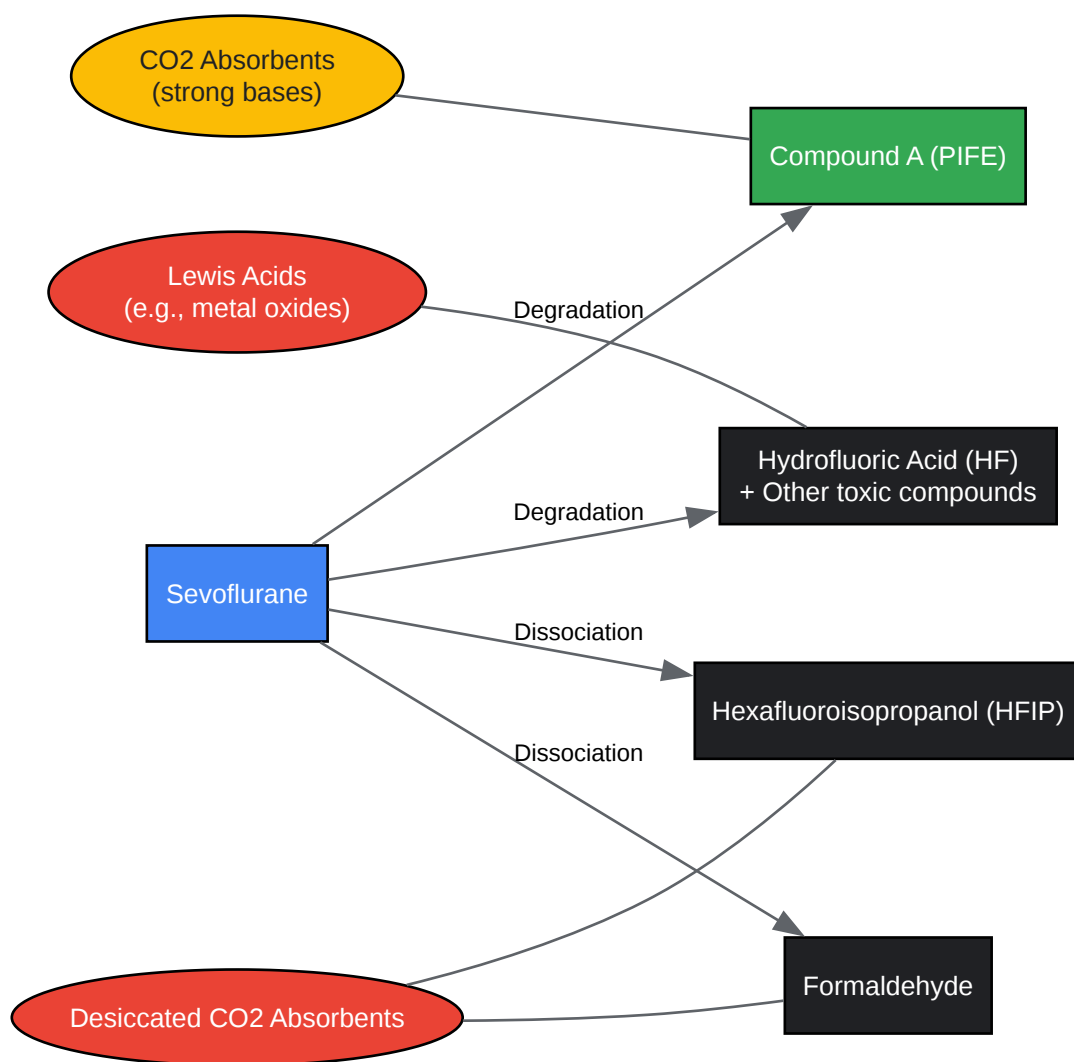 CO2 Absorbents
(strong bases)
Compound A (PIFE)
Lewis Acids
(e.g., metal oxides)
Degradation
Hydrofluoric Acid (HF)
+ Other toxic compounds
Degradation
Sevoflurane
Dissociation
Hexafluoroisopropanol (HFIP)
Dissociation
Formaldehyde
Desiccated CO2 Absorbents